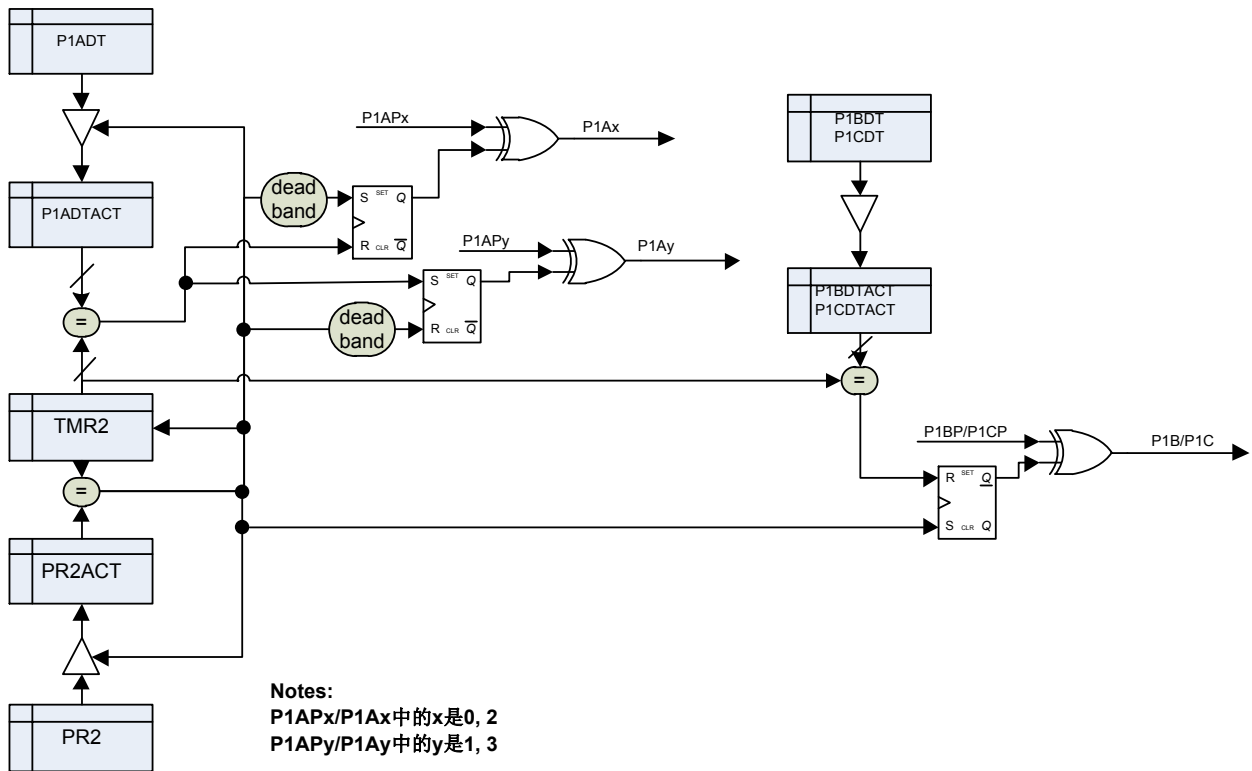 P1ADT
P1ADTACT
=
TMR2
=
PR2ACT
PR2
P1APx
P1Ax
dead
band
S SET Q
R CLR Q
P1APy
P1Ay
S SET Q
dead
band
R CLR Q
P1BDT
P1CDT
P1BDTACT
P1CDTACT
=
P1BP/P1CP
P1B/P1C
R SET Q
S CLR Q
Notes:
P1APx/P1Ax中的x是0, 2
P1APy/P1Ay中的y是1, 3